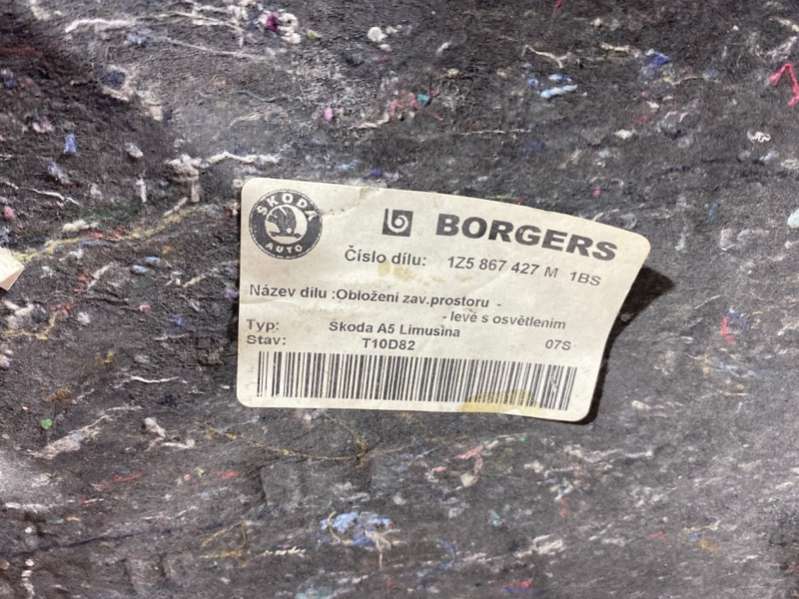 ŠKODA
AUTO
BORGERS
Číslo dílu: 1Z5 867 427 M 1BS
Název dílu :Obložení zav.prostoru -
- levé s osvětlením
Typ: Skoda A5 Limusina 07S
Stav: T10D82